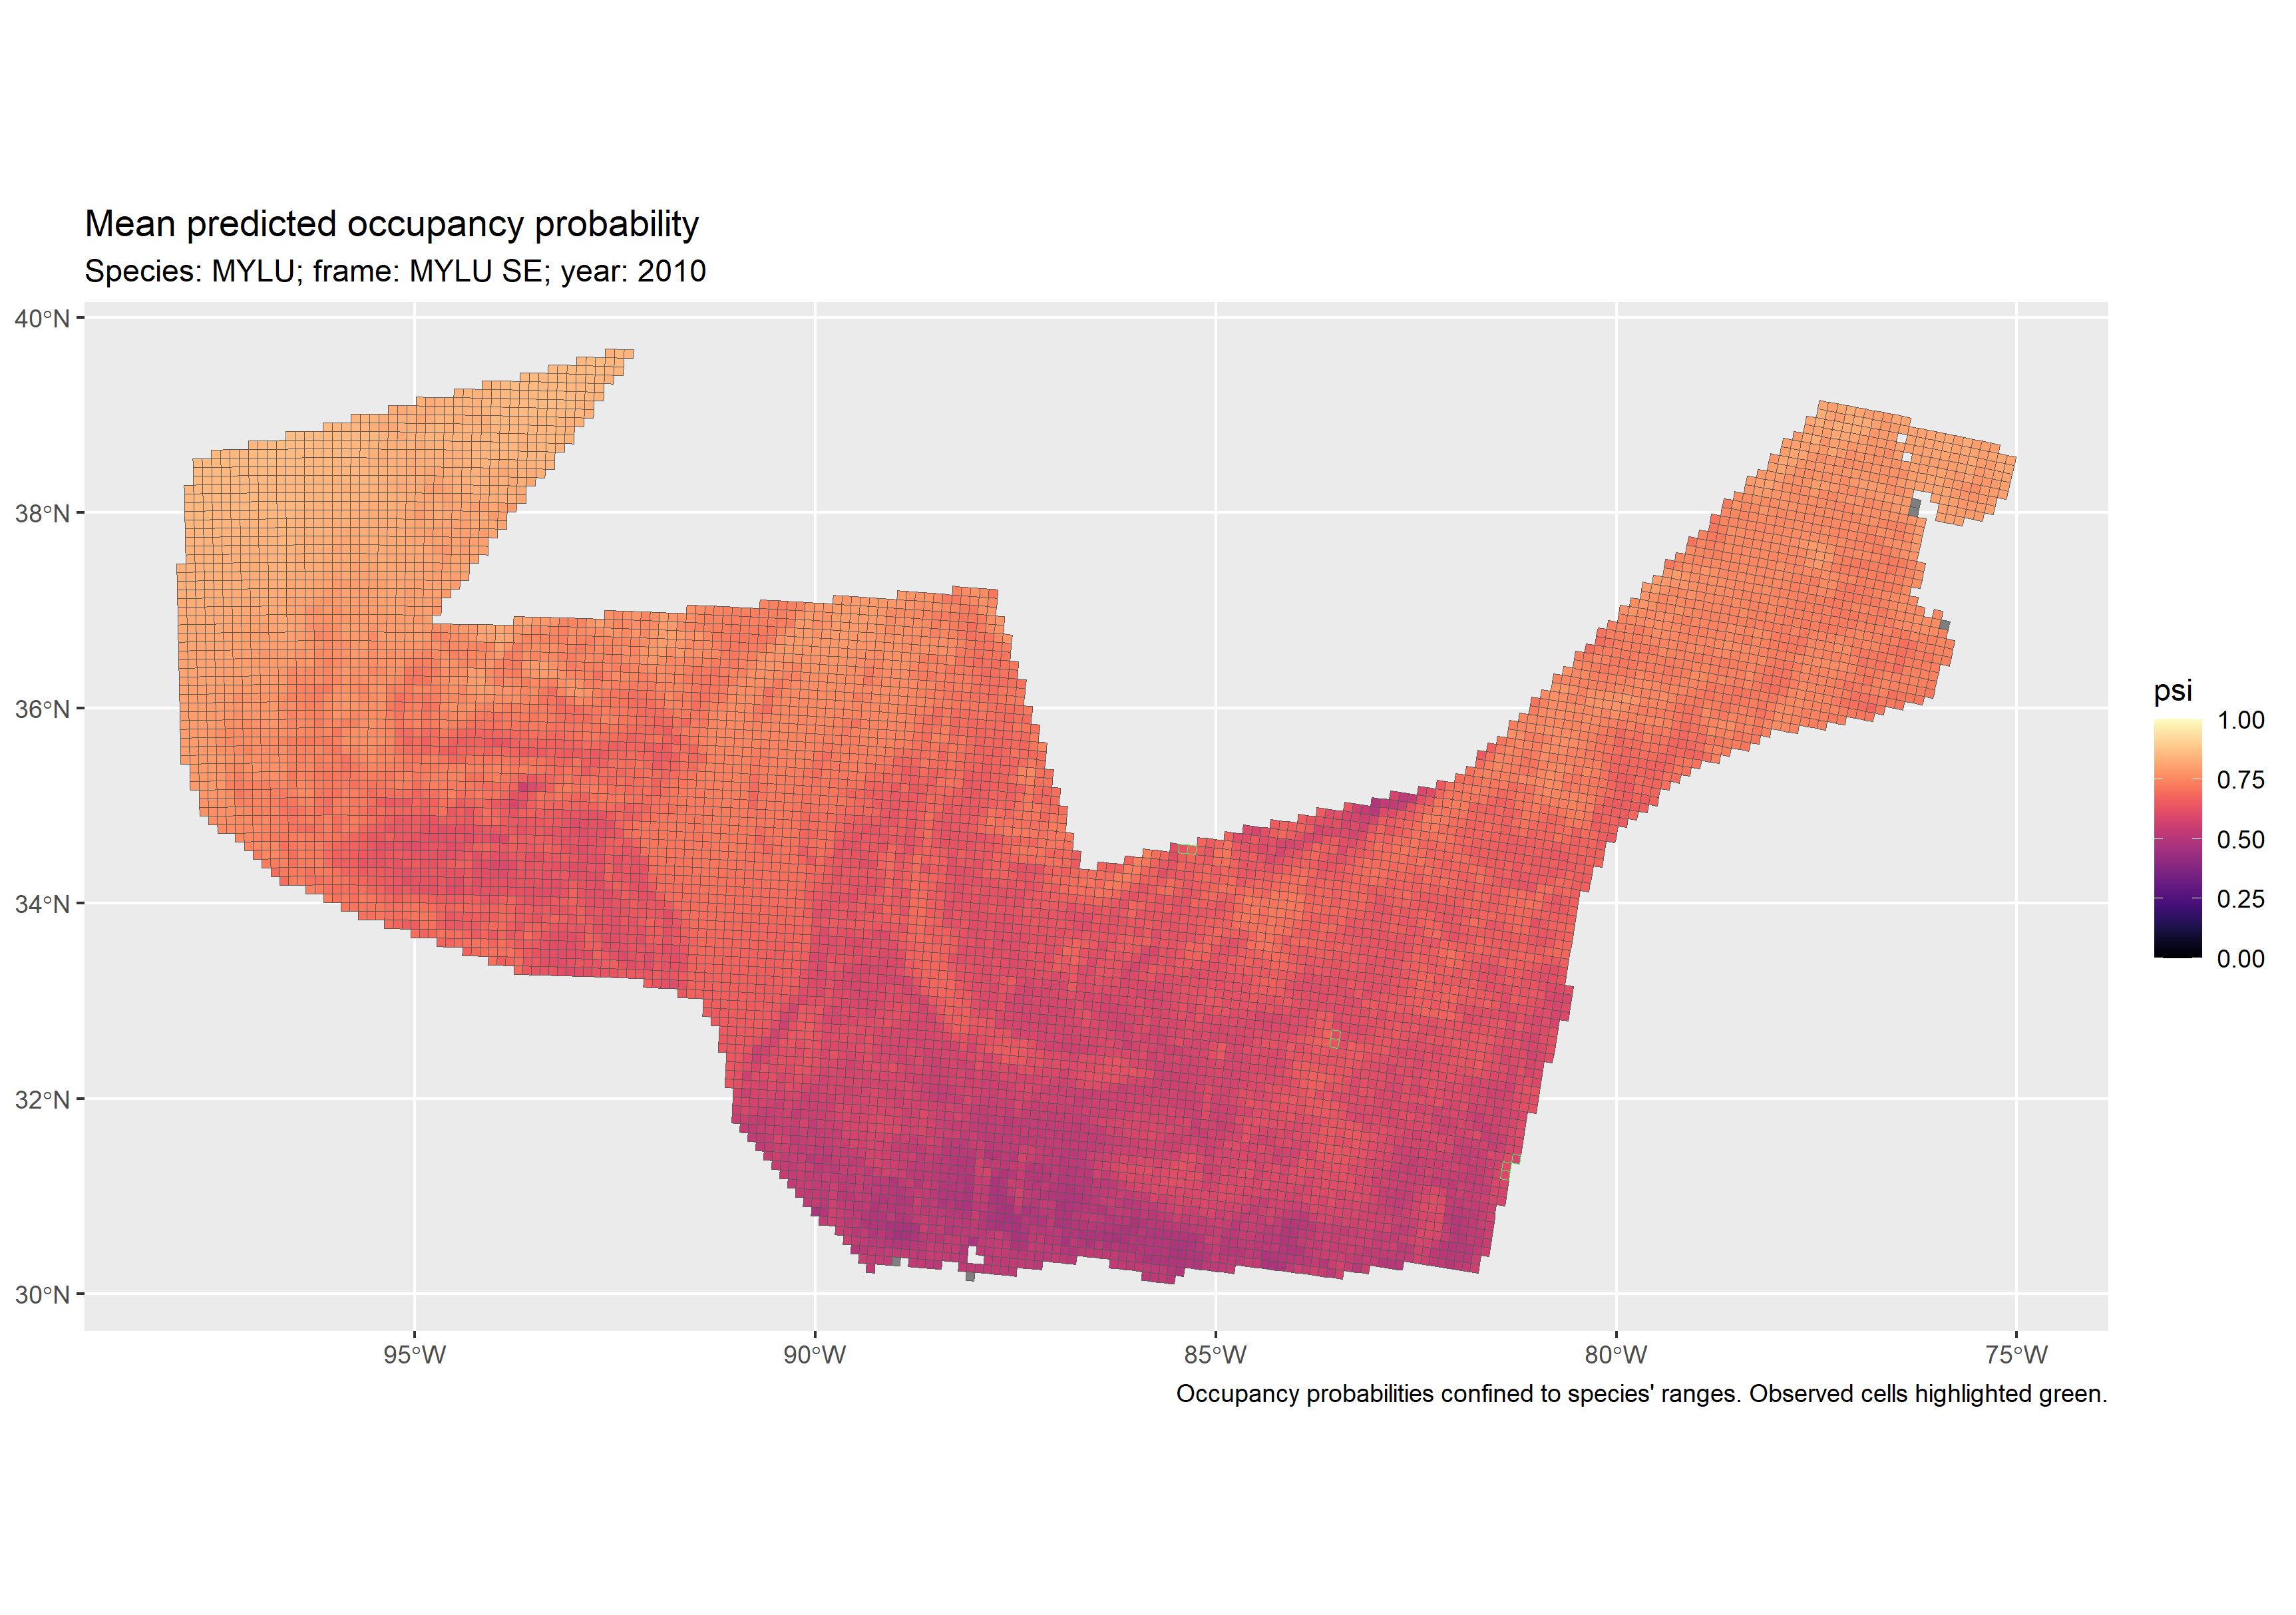 Mean predicted occupancy probability
Species: MYLU; frame: MYLU SE; year: 2010
40°N
38°N
36°N
34°N
32°N
30°N
95°W
90°W
85°W
80°W
75°W
psi
1.00
0.75
0.50
0.25
0.00
Occupancy probabilities confined to species' ranges. Observed cells highlighted green.